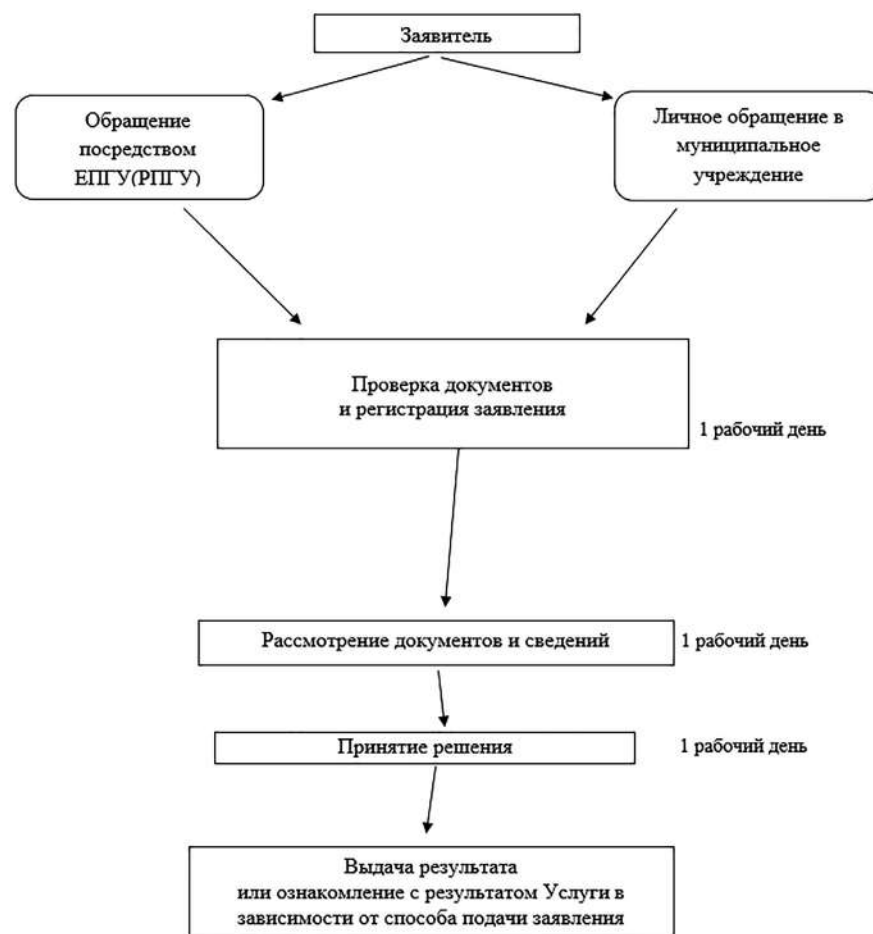 Заявитель
Обращение
посредством
ЕПГУ(РПГУ)
Личное обращение в
муниципальное
учреждение
Проверка документов
и регистрация заявления
1 рабочий день
Рассмотрение документов и сведений
1 рабочий день
Принятие решения
1 рабочий день
Выдача результата
или ознакомление с результатом Услуги в
зависимости от способа подачи заявления